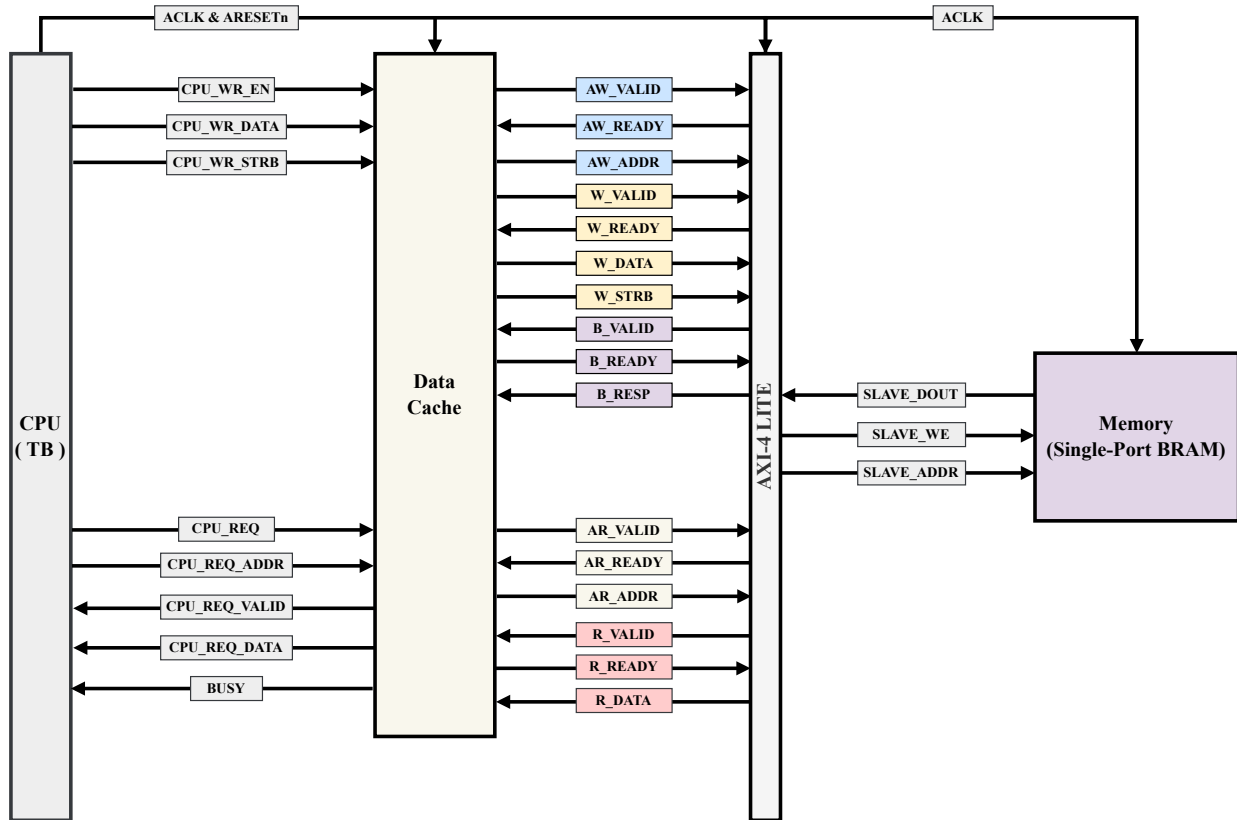 ACLK & ARESETn
ACLK
CPU_WR_EN
AW_VALID
CPU_WR_DATA
AW_READY
CPU_WR_STRB
AW_ADDR
W_VALID
W_READY
W_DATA
W_STRB
B_VALID
B_READY
Data
Cache
B_RESP
SLAVE_DOUT
CPU
( TB )
AXI-4 LITE
Memory
(Single-Port BRAM)
SLAVE_WE
SLAVE_ADDR
CPU_REQ
AR_VALID
CPU_REQ_ADDR
AR_READY
AR_ADDR
CPU_REQ_VALID
R_VALID
CPU_REQ_DATA
R_READY
BUSY
R_DATA